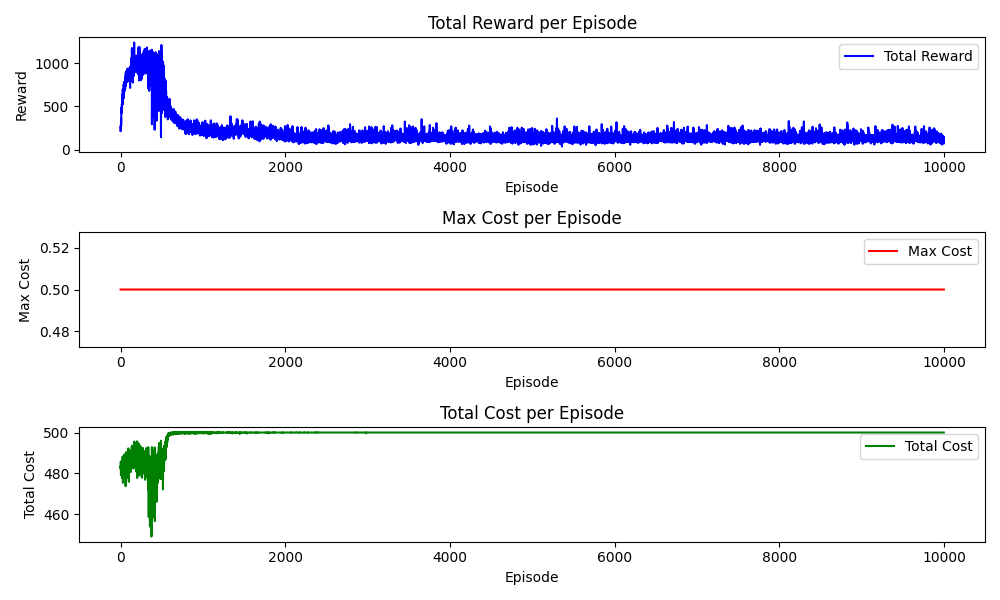 Total Reward per Episode
Reward
1000
500
0
Total Reward
0 2000 4000 6000 8000 10000
Episode
Max Cost per Episode
Max Cost
0.52
0.50
0.48
Max Cost
0 2000 4000 6000 8000 10000
Episode
Total Cost per Episode
Total Cost
500
480
460
Total Cost
0 2000 4000 6000 8000 10000
Episode